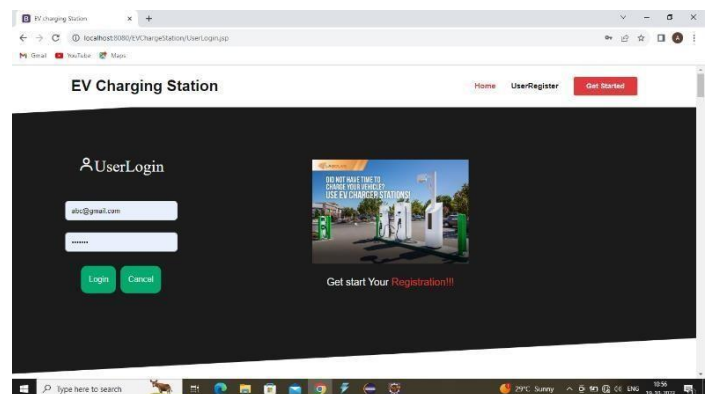 EV charging Station
localhost:8080/EVChargeStation/UserLogin.jsp
Gmail YouTube Maps
EV Charging Station
Home UserRegister Get Started
UserLogin
DID NOT HAVE TIME TO
CHARGE YOUR VEHICLE?
USE EV CHARGER STATIONS!
abc@gmail.com
Login Cancel
Get start Your Registration!!!
Type here to search
29°C Sunny ENG 10:56